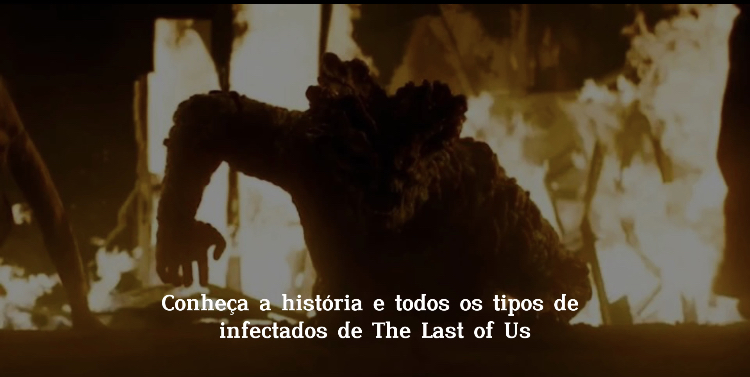 Conheça a história e todos os tipos de
infectados de The Last of Us